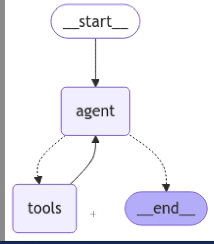 __start__
agent
tools
__end__